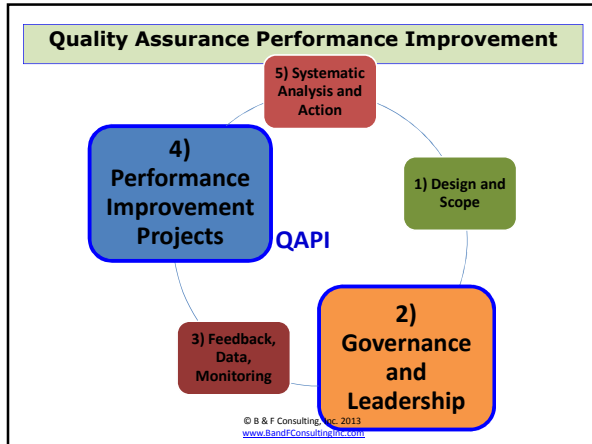 Quality Assurance Performance Improvement
5) Systematic
Analysis and
Action
4)
Performance
Improvement
Projects
1) Design and
Scope
QAPI
3) Feedback,
Data,
Monitoring
2)
Governance
and
Leadership
© B & F Consulting, Inc. 2013
www.BandFConsultingInc.com